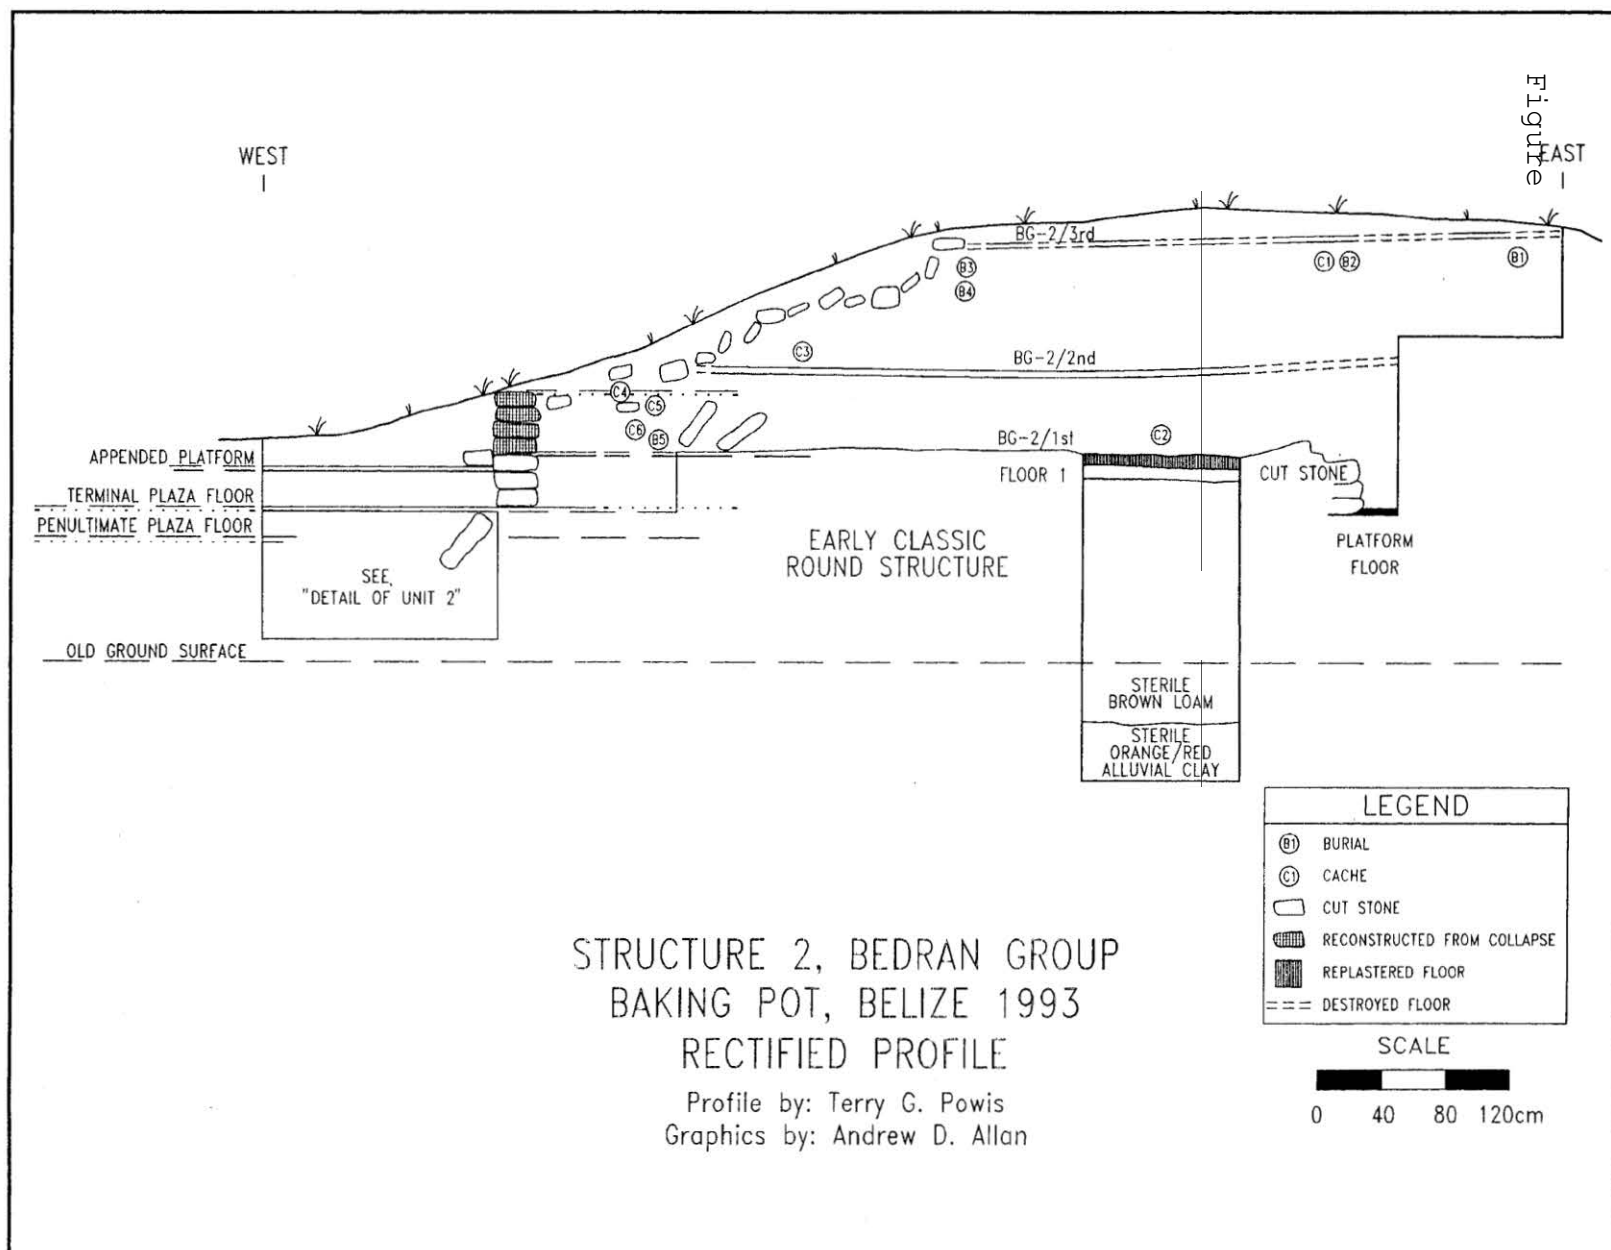 Figure
WEST
EAST
BG-2/3rd
C1 B2
B1
B3
B4
C3
BG-2/2nd
C4
C5
C6
B5
BG-2/1st
C2
APPENDED PLATFORM
FLOOR 1
CUT STONE
TERMINAL PLAZA FLOOR
PENULTIMATE PLAZA FLOOR
EARLY CLASSIC
ROUND STRUCTURE
PLATFORM
FLOOR
SEE,
"DETAIL OF UNIT 2"
OLD GROUND SURFACE
STERILE
BROWN LOAM
STERILE
ORANGE/RED
ALLUVIAL CLAY
LEGEND
B1 BURIAL
C1 CACHE
CUT STONE
RECONSTRUCTED FROM COLLAPSE
REPLASTERED FLOOR
DESTROYED FLOOR
SCALE
0 40 80 120cm
STRUCTURE 2, BEDRAN GROUP
BAKING POT, BELIZE 1993
RECTIFIED PROFILE
Profile by: Terry G. Powis
Graphics by: Andrew D. Allan